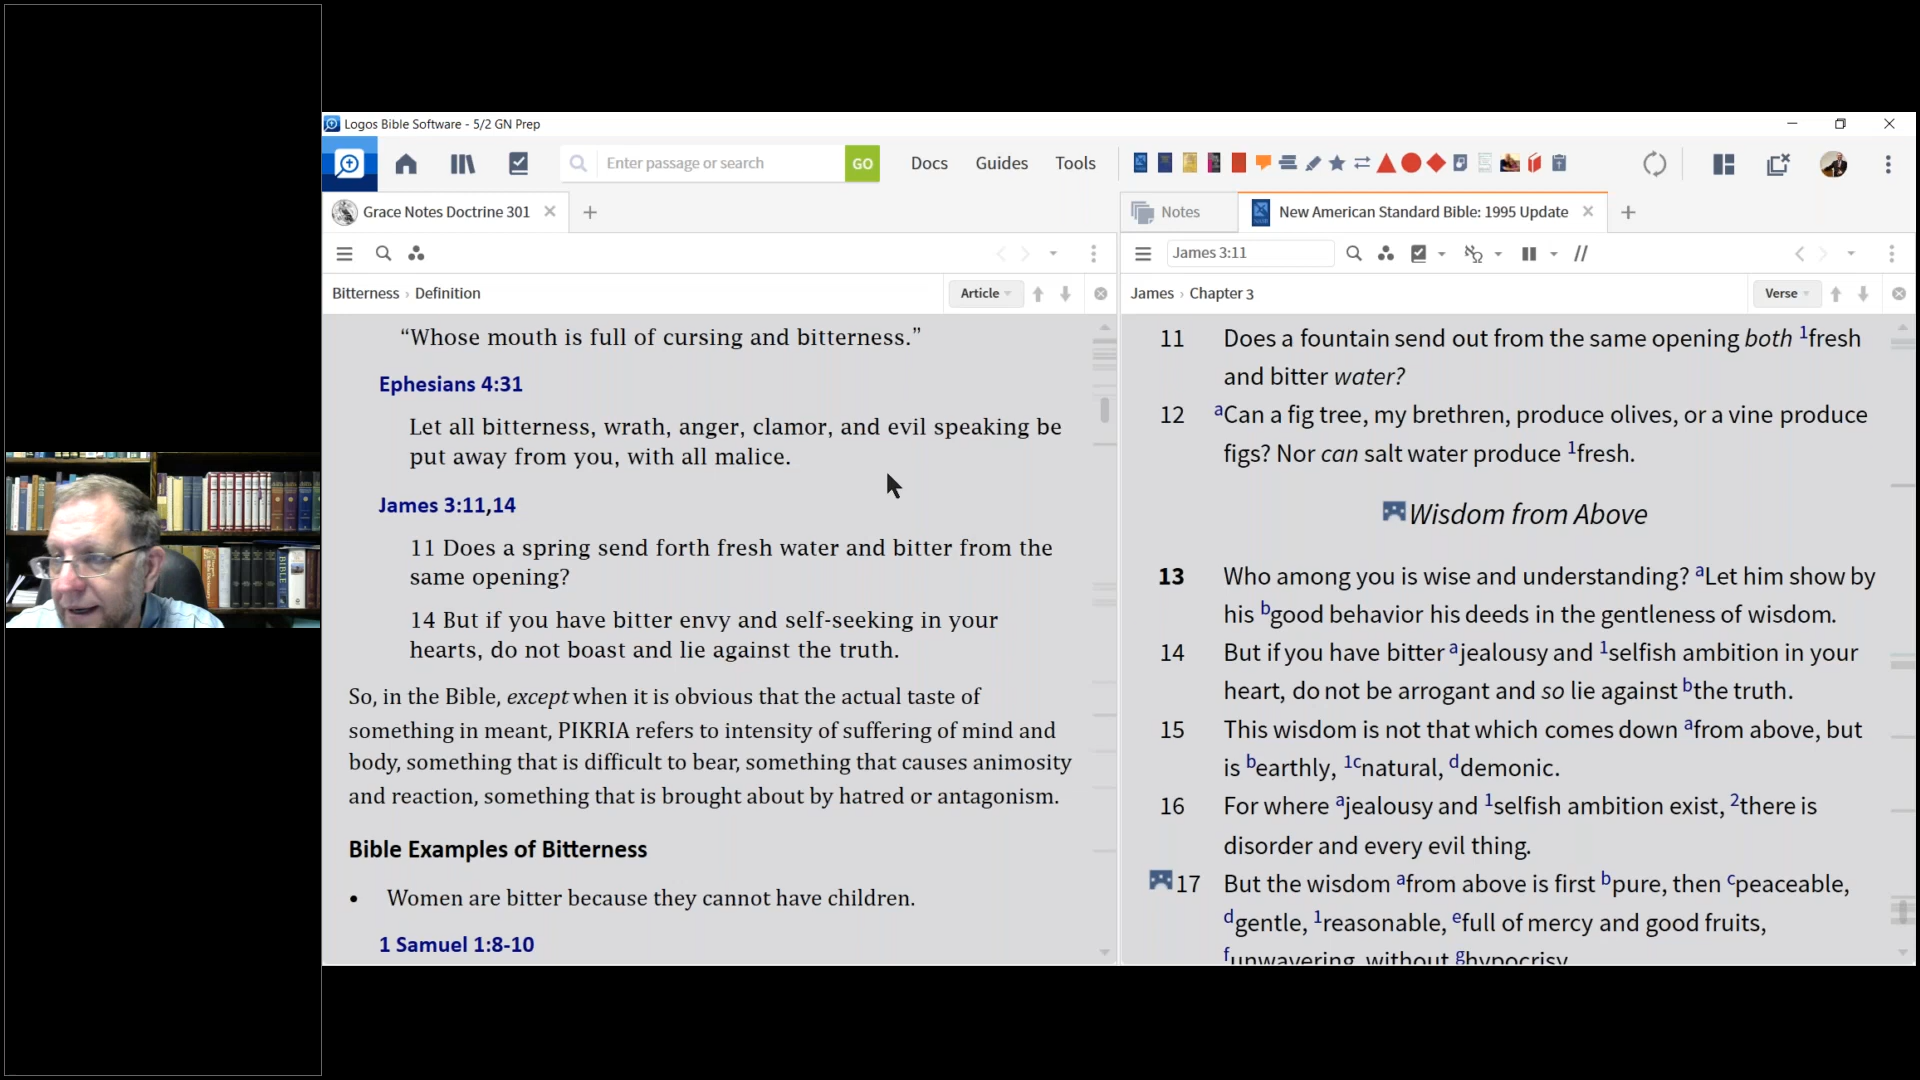 Logos Bible Software - 5/2 GN Prep
Enter passage or search
GO
Docs
Guides
Tools
Grace Notes Doctrine 301
Bitterness › Definition
Article
“Whose mouth is full of cursing and bitterness.”
Ephesians 4:31
Let all bitterness, wrath, anger, clamor, and evil speaking be
put away from you, with all malice.
James 3:11,14
11 Does a spring send forth fresh water and bitter from the
same opening?
14 But if you have bitter envy and self-seeking in your
hearts, do not boast and lie against the truth.
So, in the Bible, except when it is obvious that the actual taste of
something in meant, PIKRIA refers to intensity of suffering of mind and
body, something that is difficult to bear, something that causes animosity
and reaction, something that is brought about by hatred or antagonism.
Bible Examples of Bitterness
• Women are bitter because they cannot have children.
1 Samuel 1:8-10
Notes
New American Standard Bible: 1995 Update
James 3:11
James › Chapter 3
Verse
11 Does a fountain send out from the same opening both 1fresh
and bitter water?
12 aCan a fig tree, my brethren, produce olives, or a vine produce
figs? Nor can salt water produce 1fresh.
Wisdom from Above
13 Who among you is wise and understanding? aLet him show by
his bgood behavior his deeds in the gentleness of wisdom.
14 But if you have bitter ajealousy and 1selfish ambition in your
heart, do not be arrogant and so lie against bthe truth.
15 This wisdom is not that which comes down afrom above, but
is bearthly, 1cnatural, ddemonic.
16 For where ajealousy and 1selfish ambition exist, 2there is
disorder and every evil thing.
17 But the wisdom afrom above is first bpure, then cpeaceable,
dgentle, 1reasonable, efull of mercy and good fruits,
funwavering, without ghypocrisy